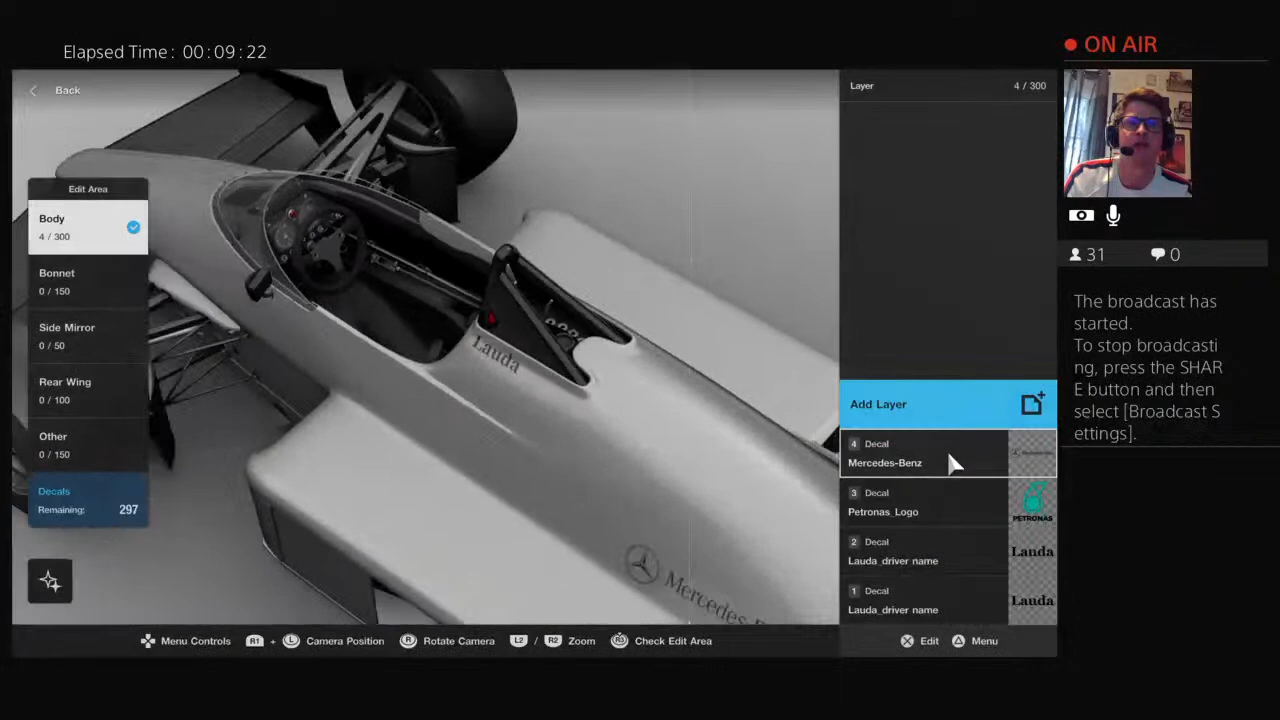 Elapsed Time: 00:09:22
ON AIR
Back
Layer
4 / 300
Edit Area
Body
4 / 300
Bonnet
0 / 150
Side Mirror
0 / 50
Rear Wing
0 / 100
Other
0 / 150
Decals
Remaining: 297
Lauda
Mercedes-B
Add Layer
4 Decal
Mercedes-Benz
3 Decal
Petronas_Logo
PETRONAS
2 Decal
Lauda_driver name
Lauda
1 Decal
Lauda_driver name
Lauda
Menu Controls
R1 + L Camera Position
R Rotate Camera
L2 / R2 Zoom
R3 Check Edit Area
Edit
Menu
31
0
The broadcast has
started.
To stop broadcasti
ng, press the SHAR
E button and then
select [Broadcast S
ettings].